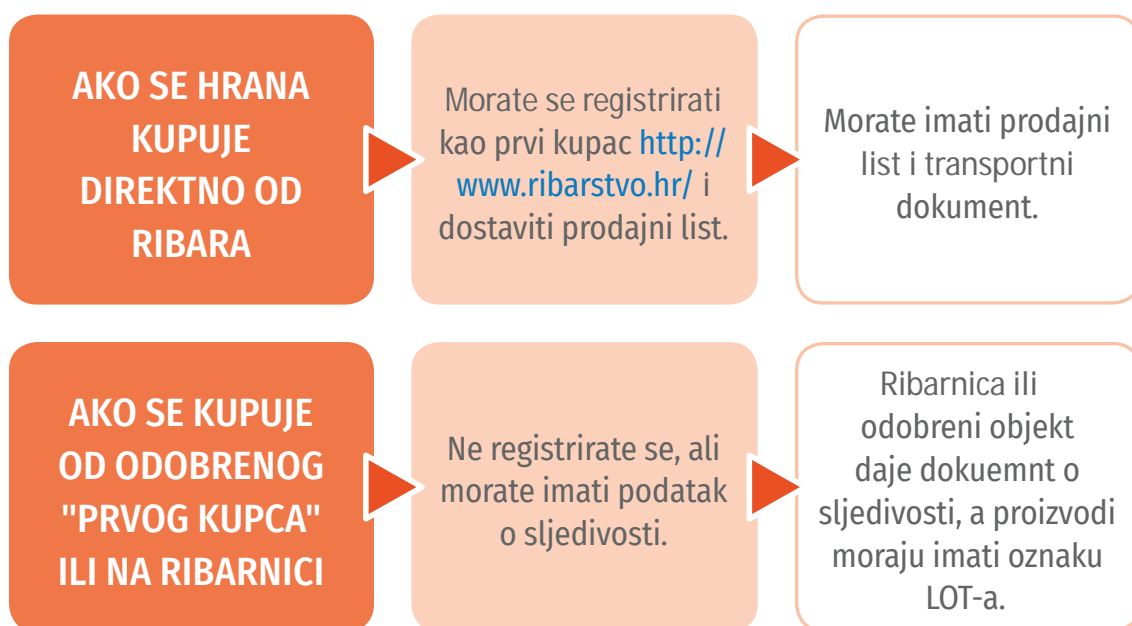 AKO SE HRANA
KUPUJE
DIREKTNO OD
RIBARA
Morate se registrirati
kao prvi kupac http://
www.ribarstvo.hr/ i
dostaviti prodajni list.
Morate imati prodajni
list i transportni
dokument.
AKO SE KUPUJE
OD ODOBRENOG
"PRVOG KUPCA"
ILI NA RIBARNICI
Ne registrirate se, ali
morate imati podatak
o sljedivosti.
Ribarnica ili
odobreni objekt
daje dokuemnt o
sljedivosti, a proizvodi
moraju imati oznaku
LOT-a.